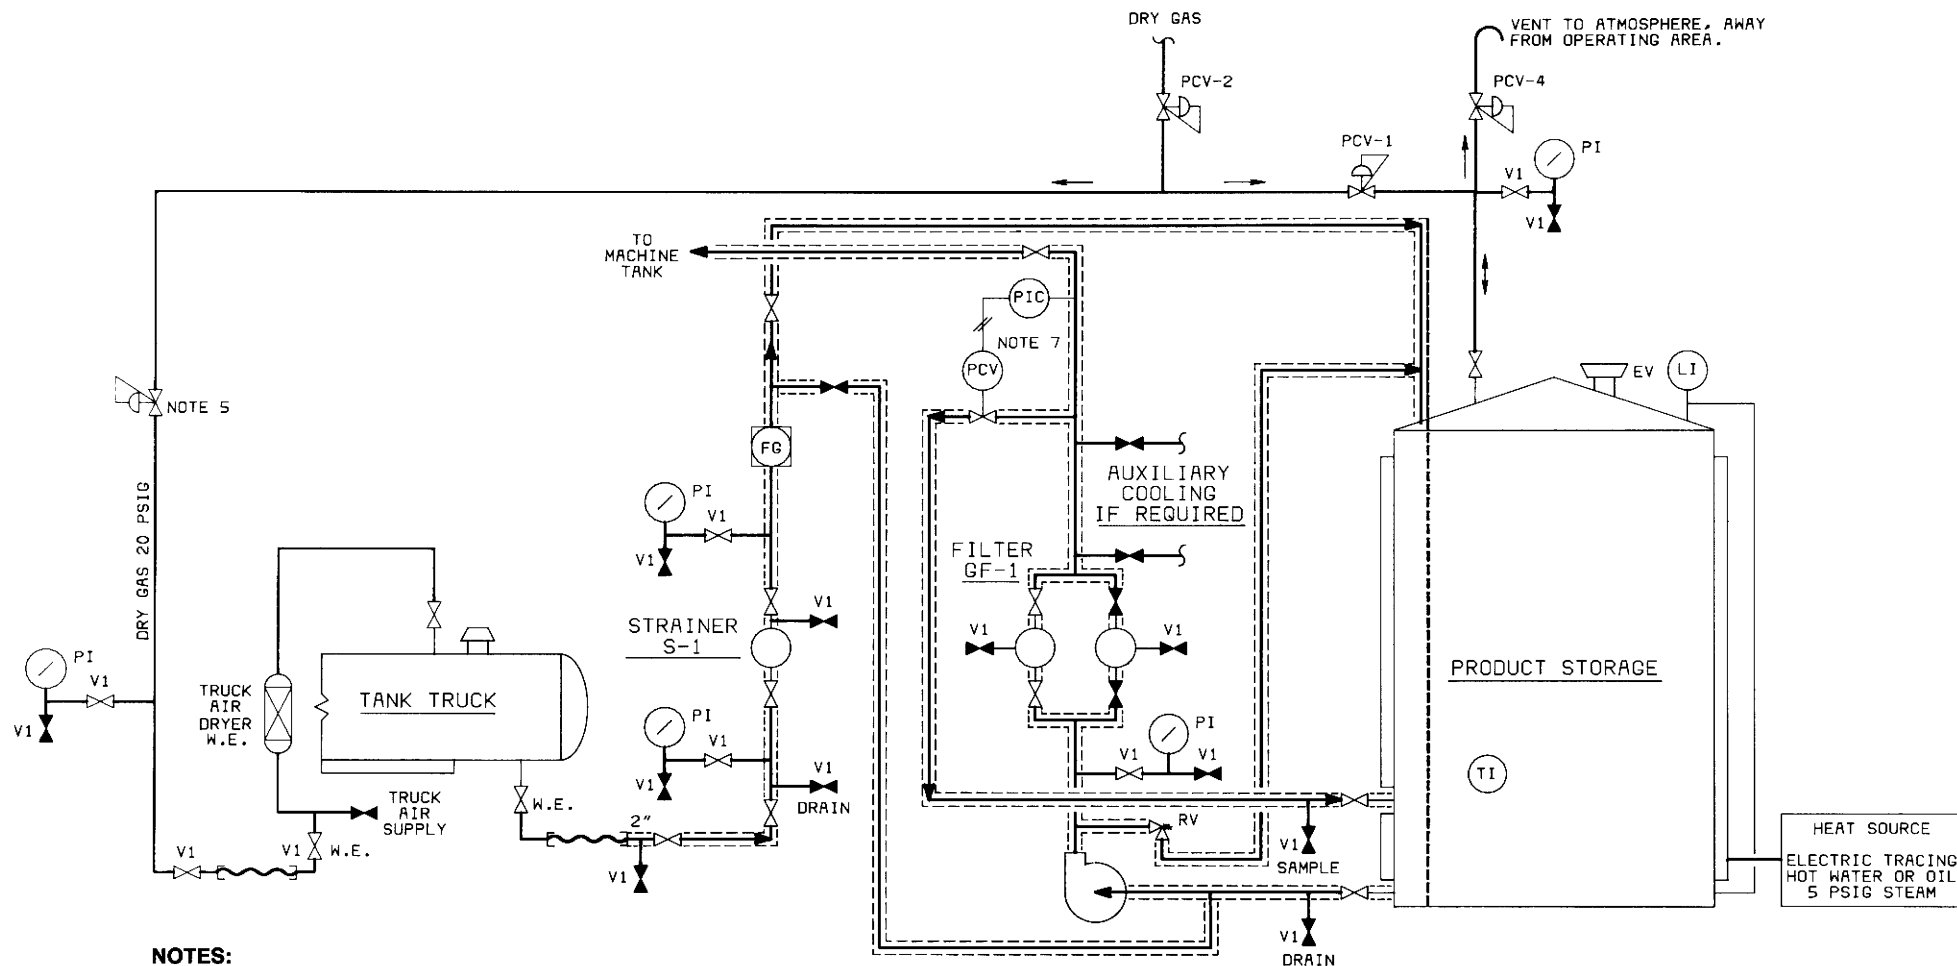 DRY GAS
VENT TO ATMOSPHERE, AWAY
FROM OPERATING AREA.
PCV-2
PCV-4
PCV-1
PI
V1
V1
TO
MACHINE
TANK
PIC
NOTE 7
PCV
EV
LI
NOTE 5
FG
AUXILIARY
COOLING
IF REQUIRED
PI
V1
V1
DRY GAS 20 PSIG
FILTER
GF-1
V1
STRAINER
S-1
V1
V1
PRODUCT STORAGE
PI
V1
V1
TRUCK
AIR
DRYER
W.E.
TANK TRUCK
PI
V1
V1
PI
V1
V1
TI
V1
DRAIN
W.E.
TRUCK
AIR
SUPPLY
2"
RV
V1
SAMPLE
HEAT SOURCE
ELECTRIC TRACING
HOT WATER OR OIL
5 PSIG STEAM
V1
V1
W.E.
V1
V1
DRAIN
NOTES: